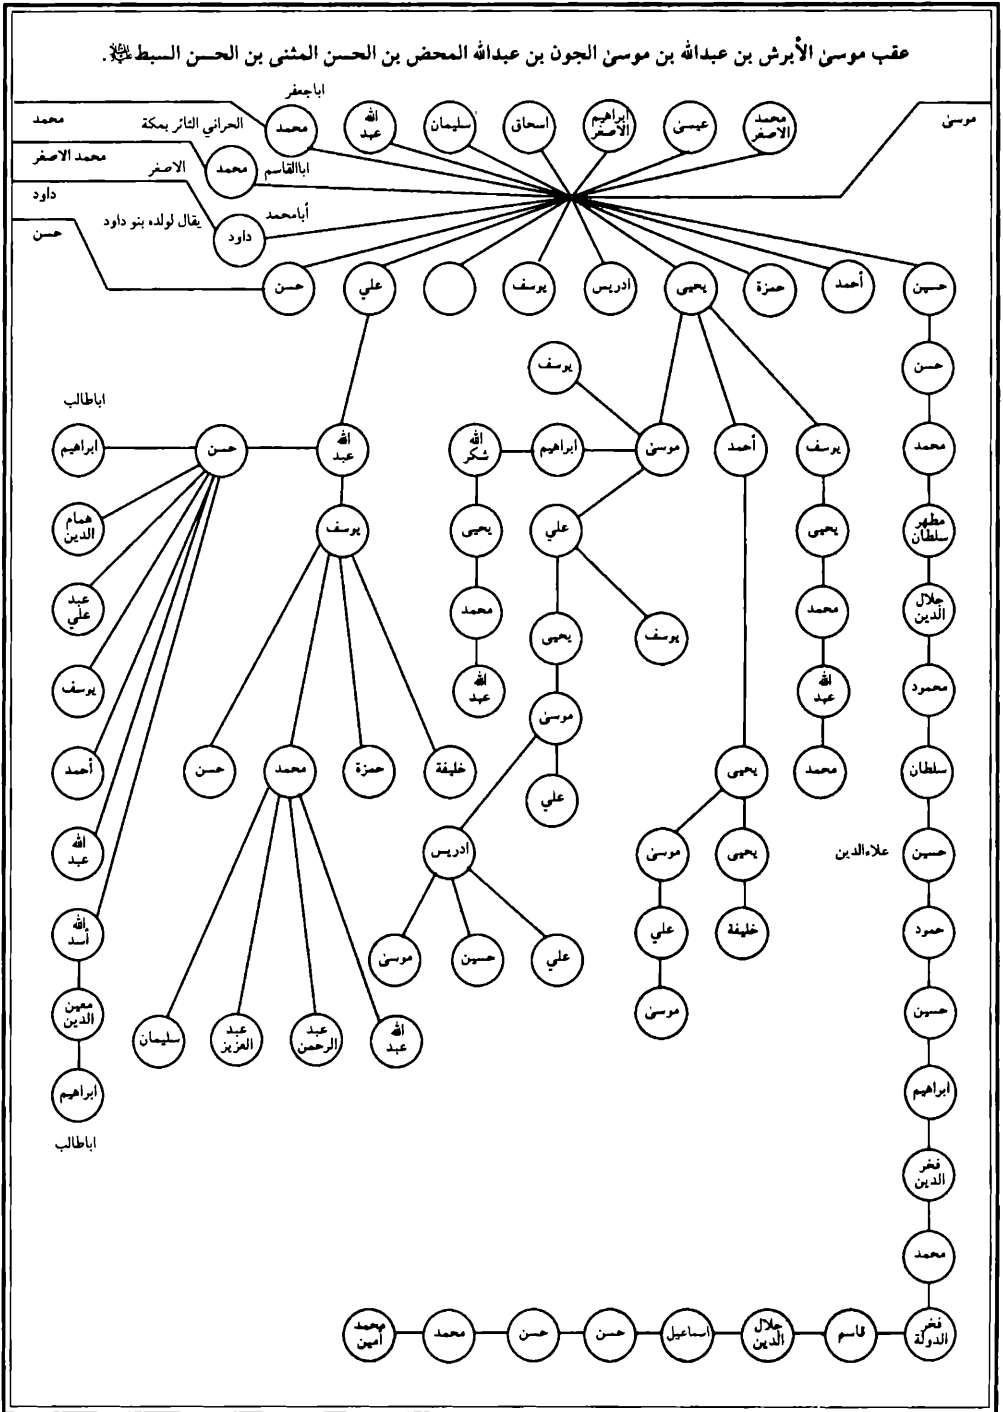 عقب موسىٰ الأبرش بن عبدالله بن موسىٰ الجون بن عبدالله المحض بن الحسن المثنى بن الحسن السبط عليه السلام.
موسىٰ
محمد الاصغر
عيسىٰ
ابراهيم الاصغر
اسحاق
سليمان
الله عبد
محمد
اباجعفر
الحراني الثائر بمكة
محمد
اباالقاسم
محمد
الاصغر
محمد الاصغر
أبامحمد
داود
يقال لولده بنو داود
داود
حسن
حسين
أحمد
حمزة
يحيى
ادريس
يوسف
علي
حسن
حسن
يوسف
اباطالب
محمد
يوسف
أحمد
موسىٰ
ابراهيم
الله شكر
الله عبد
حسن
ابراهيم
مطهر سلطان
يحيى
علي
يحيى
يوسف
همام الدين
جلال الدين
محمد
يوسف
يحيى
محمد
عبد علي
محمود
الله عبد
موسىٰ
الله عبد
يوسف
سلطان
محمد
يحيى
علي
خليفة
حمزة
محمد
حسن
أحمد
حسين
علاءالدين
يحيى
موسىٰ
ادريس
الله عبد
حمود
خليفة
علي
علي
حسين
موسىٰ
الله أسد
حسين
موسىٰ
الله عبد
عبد الرحمن
عبد العزيز
سليمان
معين الدين
ابراهيم
ابراهيم
اباطالب
فخر الدين
محمد
فخر الدولة
قاسم
جلال الدين
اسماعيل
حسن
حسن
محمد
محمد أمين